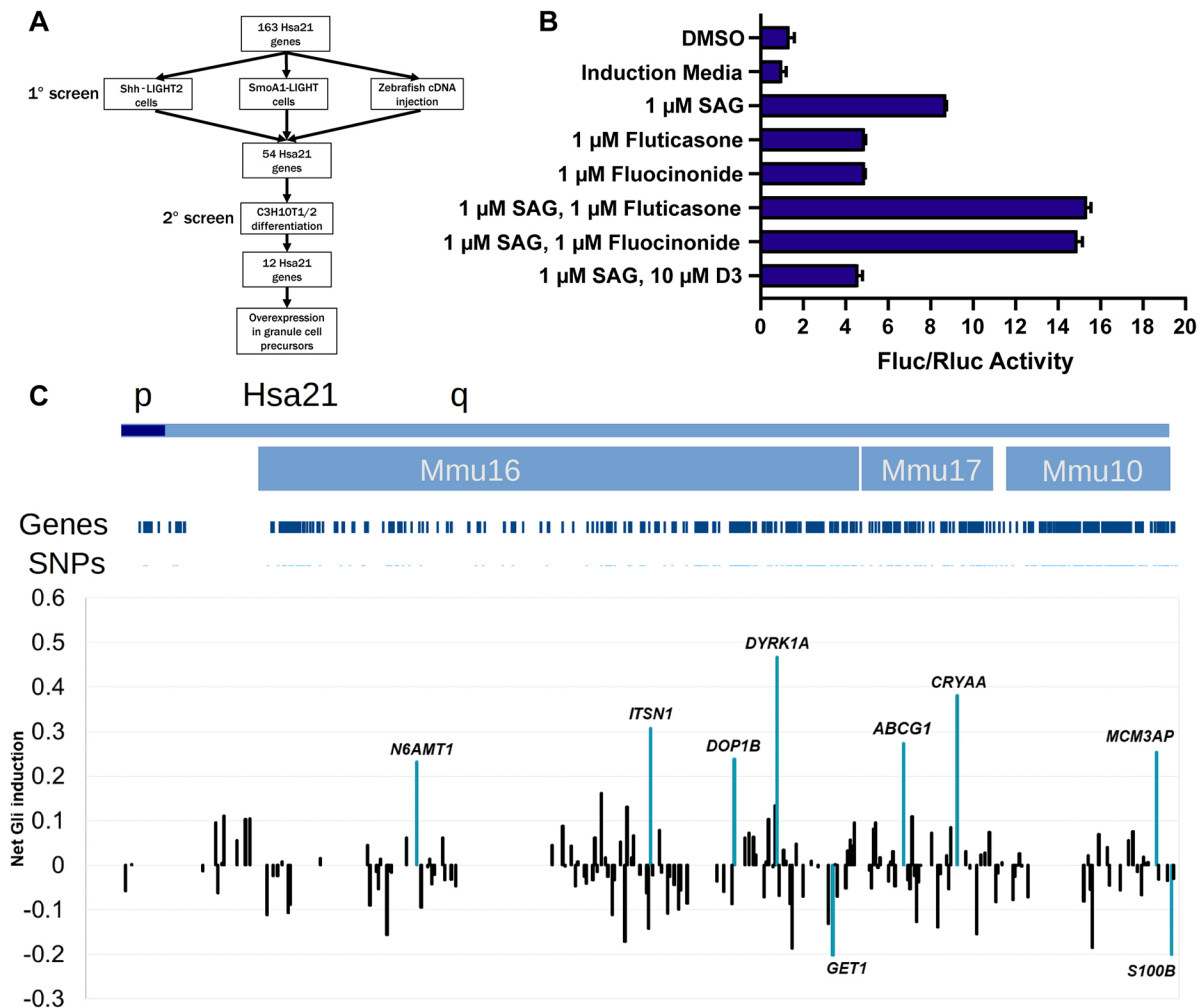 A
163 Hsa21
genes
1° screen
Shh-LIGHT2
cells
SmoA1-LIGHT
cells
Zebrafish cDNA
injection
54 Hsa21
genes
2° screen
C3H10T1/2
differentiation
12 Hsa21
genes
Overexpression
in granule cell
precursors
B
DMSO
Induction Media
1 µM SAG
1 µM Fluticasone
1 µM Fluocinonide
1 µM SAG, 1 µM Fluticasone
1 µM SAG, 1 µM Fluocinonide
1 µM SAG, 10 µM D3
0 2 4 6 8 10 12 14 16 18 20
Fluc/Rluc Activity
C
p Hsa21 q
Mmu16 Mmu17 Mmu10
Genes
SNPs
Net Gli induction
0.6
0.5
0.4
0.3
0.2
0.1
0
-0.1
-0.2
-0.3
N6AMT1
ITSN1
DOP1B
DYRK1A
GET1
ABCG1
CRYAA
MCM3AP
S100B